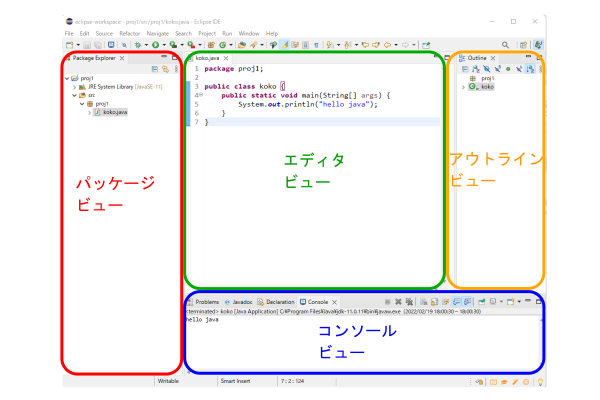 eclipse-workspace - proj1/src/proj1/koko.java - Eclipse IDE
File Edit Source Refactor Navigate Search Project Run Window Help
Package Explorer
koko.java
Outline
proj1
JRE System Library [JavaSE-11]
src
proj1
koko.java
1 package proj1;
2
3 public class koko {
4 public static void main(String[] args) {
5 System.out.println("hello java");
6 }
7 }
proj1
koko
パッケージ
ビュー
エディタ
ビュー
アウトライン
ビュー
Problems Javadoc Declaration Console
<terminated> koko [Java Application] C:\Program Files\Java\jdk-11.0.11\bin\javaw.exe (2022/02/19 18:00:30 – 18:00:30)
hello java
コンソール
ビュー
Writable Smart Insert 7 : 2 : 124